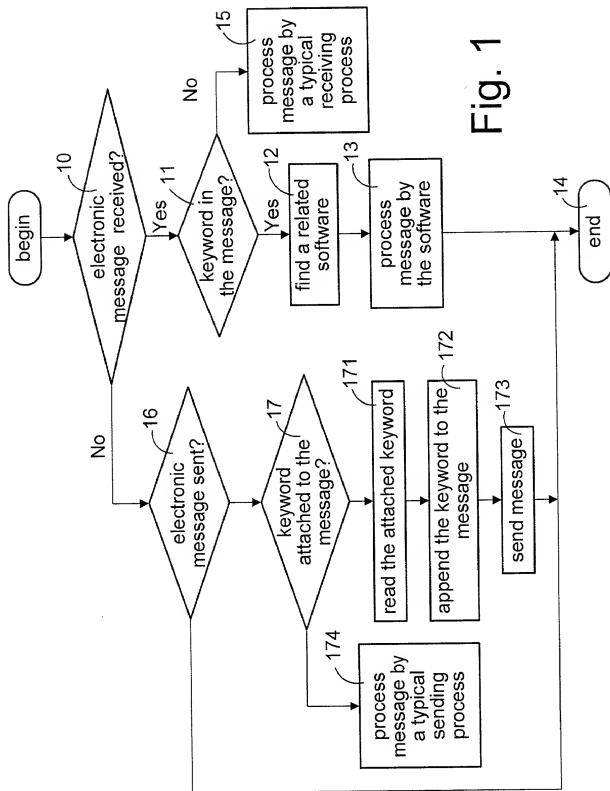 begin
10
electronic
message received?
No
Yes
11
keyword in
the message?
No
Yes
15
process
message by
a typical
receiving
process
12
find a related
software
13
process
message by
the software
14
end
16
electronic
message sent?
17
keyword
attached to the
message?
171
read the attached keyword
172
append the keyword to the
message
173
send message
174
process
message by
a typical
sending
process
Fig. 1